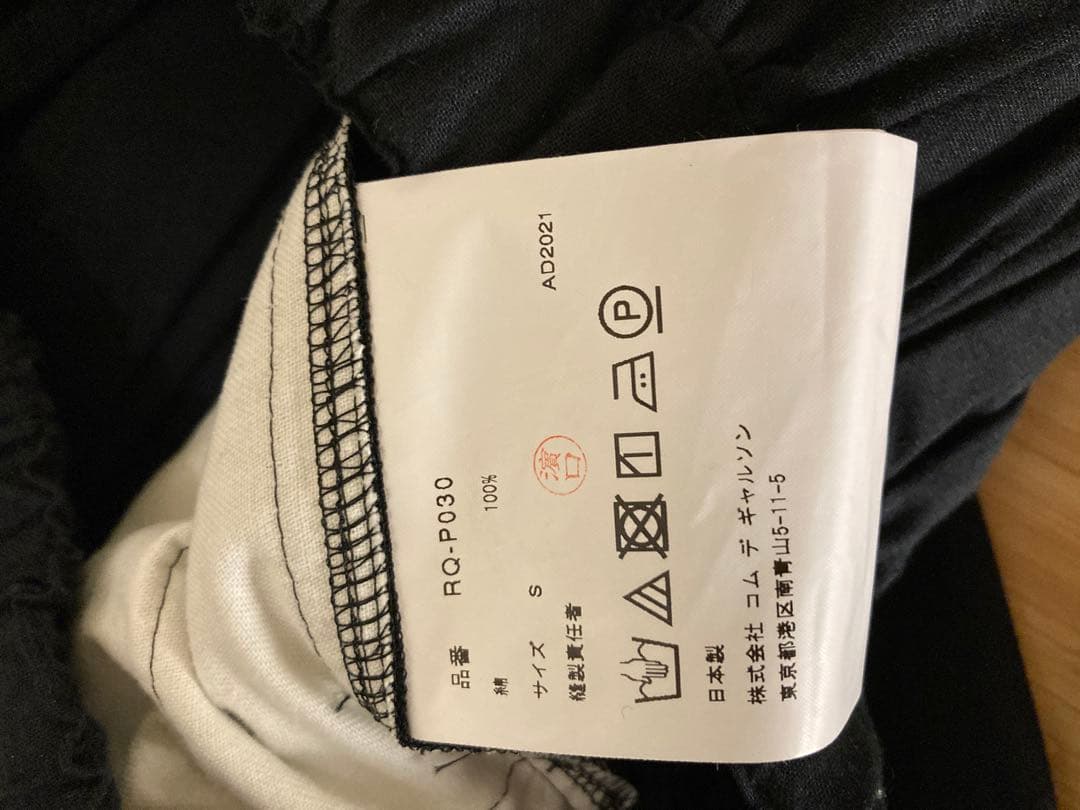 品番 RQ-P030
綿 100%
サイズ S AD2021
縫製責任者 濱口
P
日本製
株式会社 コム デ ギャルソン
東京都港区南青山5-11-5